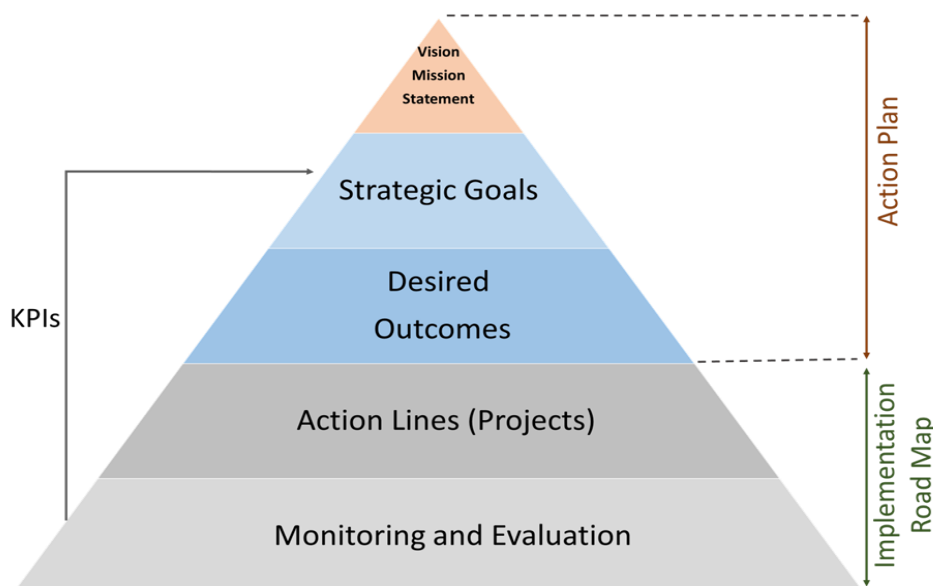 Vision
Mission
Statement
Strategic Goals
Desired
Outcomes
Action Lines (Projects)
Monitoring and Evaluation
KPIs
Action Plan
Implementation
Road Map